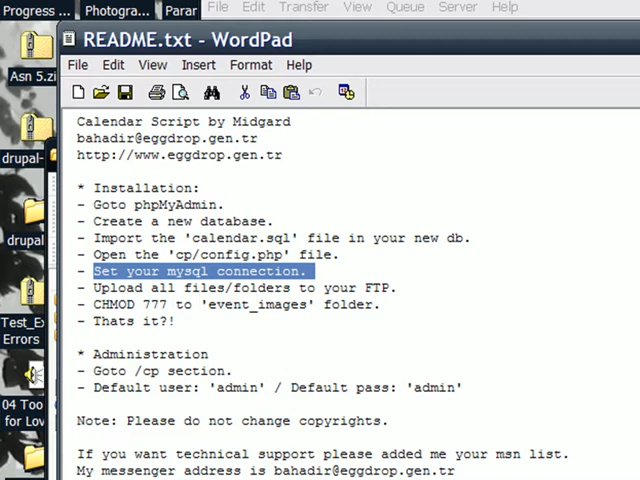 Progress ... Photogra... Parar File Edit Transfer View Queue Server Help
README.txt - WordPad
File Edit View Insert Format Help
Asn 5.zi
drupal-
drupal
Test_Ex
Errors
04 Too
for Lov
Calendar Script by Midgard
bahadir@eggdrop.gen.tr
http://www.eggdrop.gen.tr
* Installation:
- Goto phpMyAdmin.
- Create a new database.
- Import the 'calendar.sql' file in your new db.
- Open the 'cp/config.php' file.
- Set your mysql connection.
- Upload all files/folders to your FTP.
- CHMOD 777 to 'event_images' folder.
- Thats it?!
* Administration
- Goto /cp section.
- Default user: 'admin' / Default pass: 'admin'
Note: Please do not change copyrights.
If you want technical support please added me your msn list.
My messenger address is bahadir@eggdrop.gen.tr